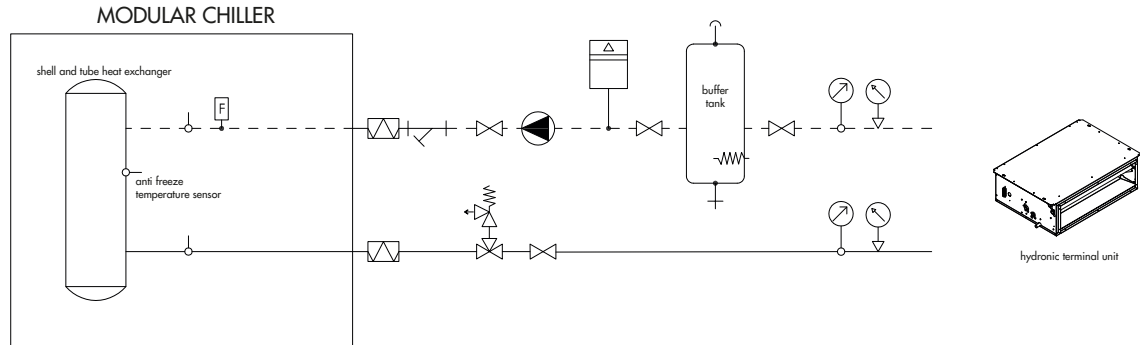 MODULAR CHILLER
shell and tube heat exchanger
F
anti freeze
temperature sensor
buffer
tank
hydronic terminal unit